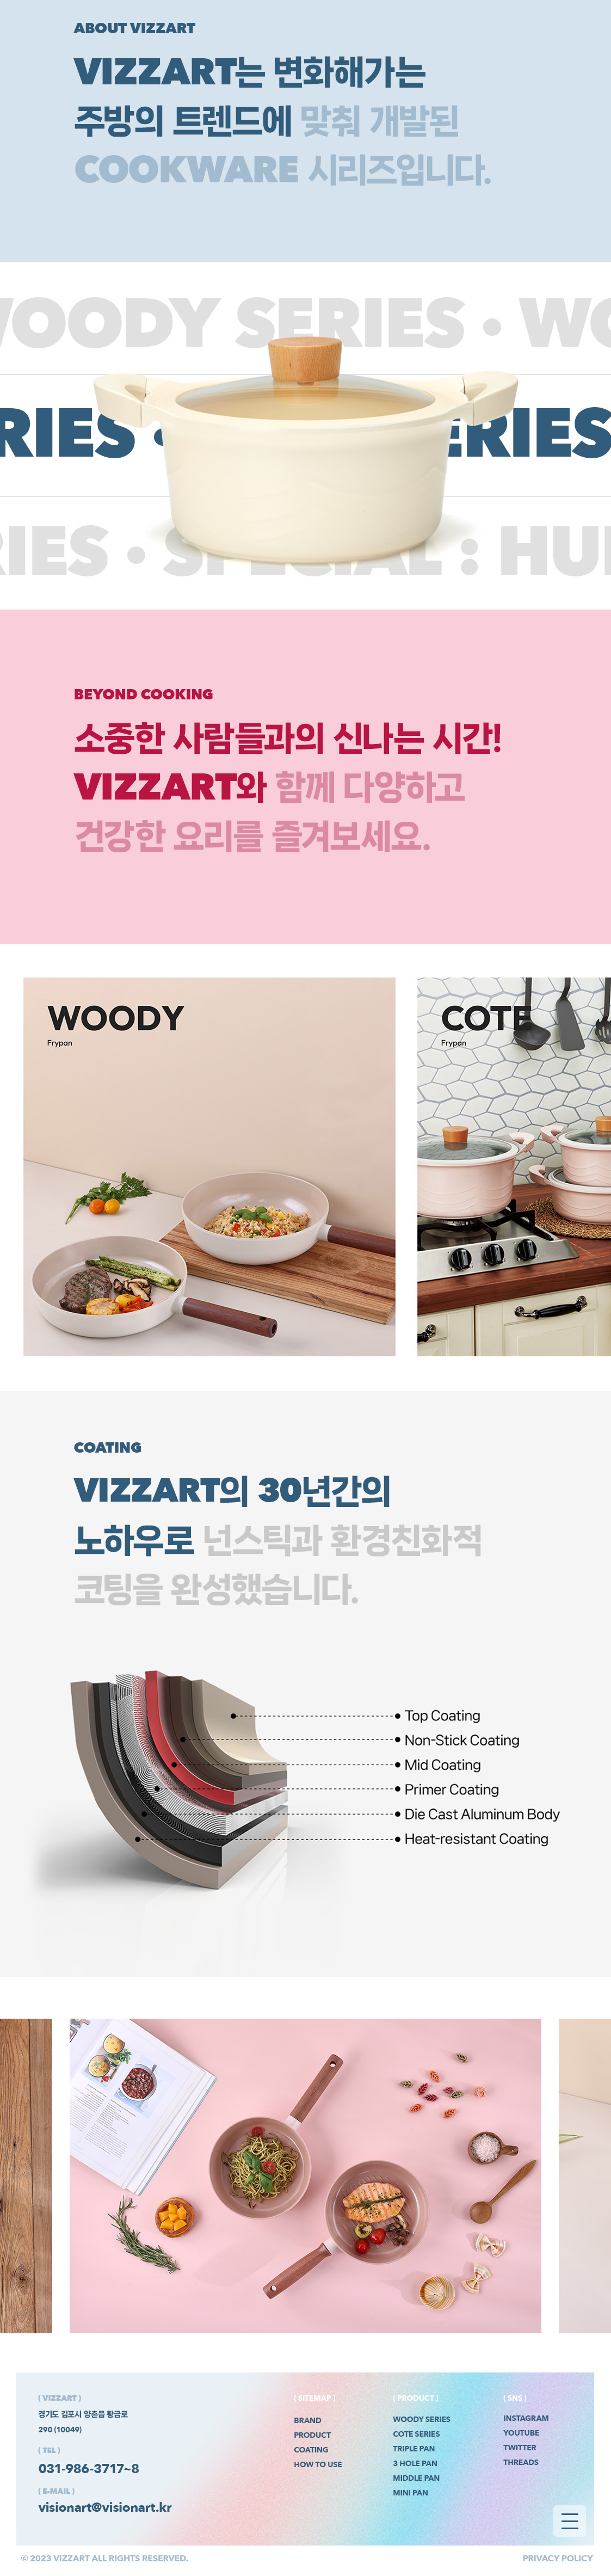 ABOUT VIZZART
VIZZART는 변화해가는
주방의 트렌드에 맞춰 개발된
COOKWARE 시리즈입니다.
WOODY SERIES • WO
RIES • SERIES
RIES • SPECIAL : HU
BEYOND COOKING
소중한 사람들과의 신나는 시간!
VIZZART와 함께 다양하고
건강한 요리를 즐겨보세요.
WOODY
Frypan
COTE
Frypan
COATING
VIZZART의 30년간의
노하우로 넌스틱과 환경친화적
코팅을 완성했습니다.
Top Coating
Non-Stick Coating
Mid Coating
Primer Coating
Die Cast Aluminum Body
Heat-resistant Coating
( VIZZART )
경기도 김포시 양촌읍 황금로
290 (10049)
( TEL )
031-986-3717~8
( E-MAIL )
visionart@visionart.kr
( SITEMAP )
BRAND
PRODUCT
COATING
HOW TO USE
( PRODUCT )
WOODY SERIES
COTE SERIES
TRIPLE PAN
3 HOLE PAN
MIDDLE PAN
MINI PAN
( SNS )
INSTAGRAM
YOUTUBE
TWITTER
THREADS
© 2023 VIZZART ALL RIGHTS RESERVED.
PRIVACY POLICY